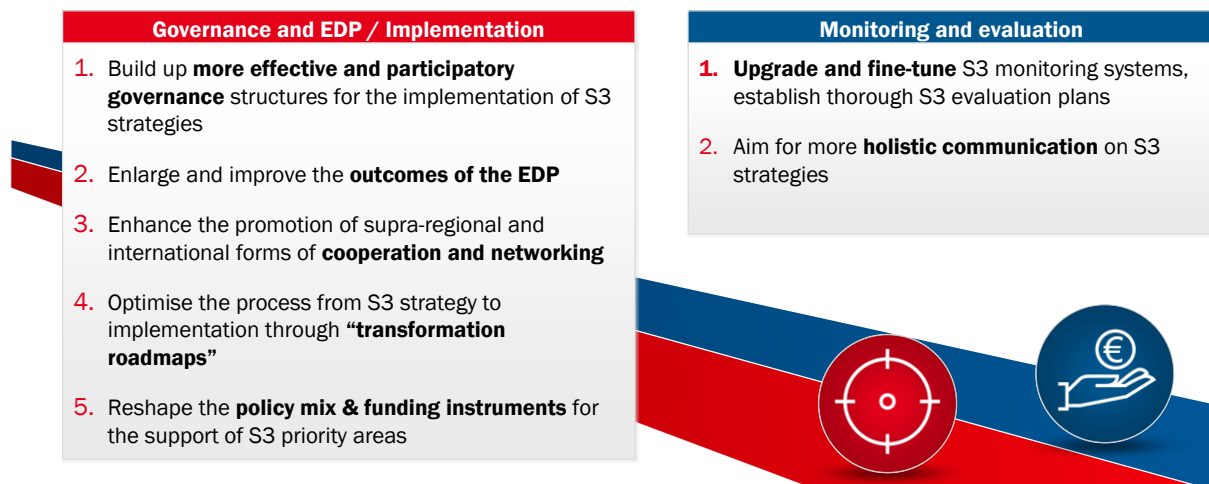 Governance and EDP / Implementation
1. Build up more effective and participatory
governance structures for the implementation of S3
strategies
2. Enlarge and improve the outcomes of the EDP
3. Enhance the promotion of supra-regional and
international forms of cooperation and networking
4. Optimise the process from S3 strategy to
implementation through “transformation
roadmaps”
5. Reshape the policy mix & funding instruments for
the support of S3 priority areas
Monitoring and evaluation
1. Upgrade and fine-tune S3 monitoring systems,
establish thorough S3 evaluation plans
2. Aim for more holistic communication on S3
strategies
€